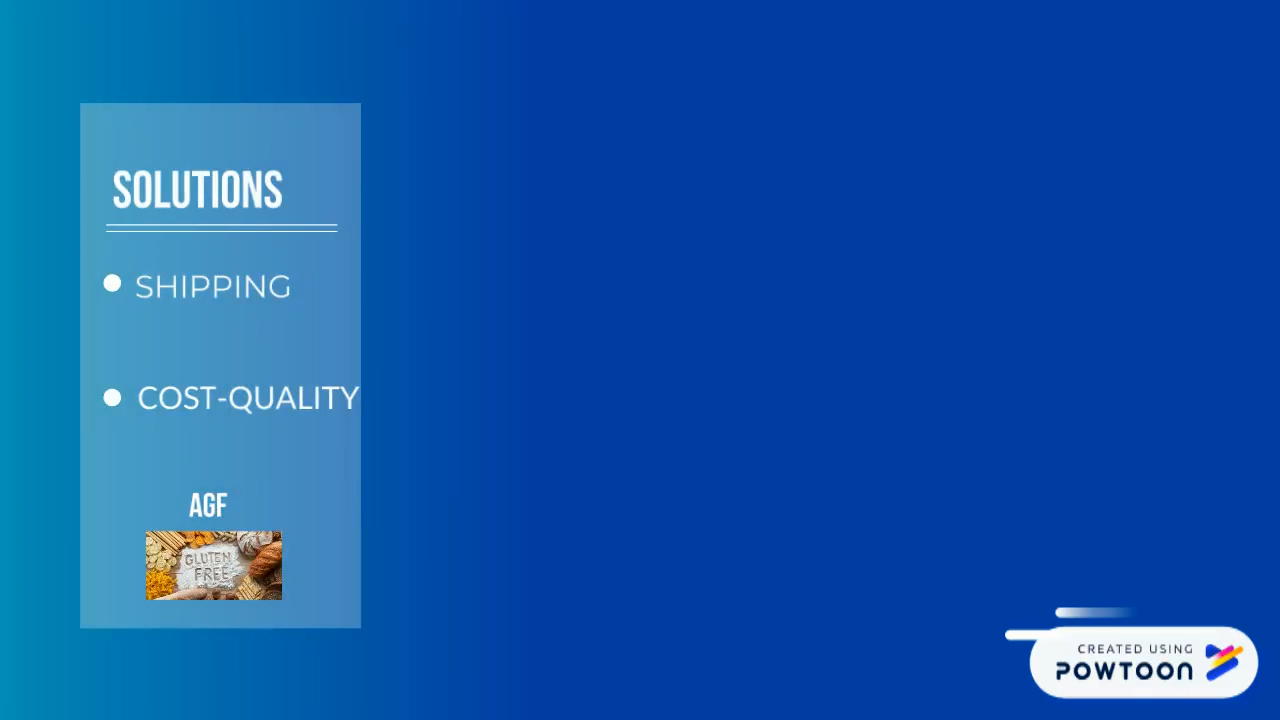 SOLUTIONS
SHIPPING
COST-QUALITY
AGF
GLUTEN
FREE
CREATED USING
POWTOON